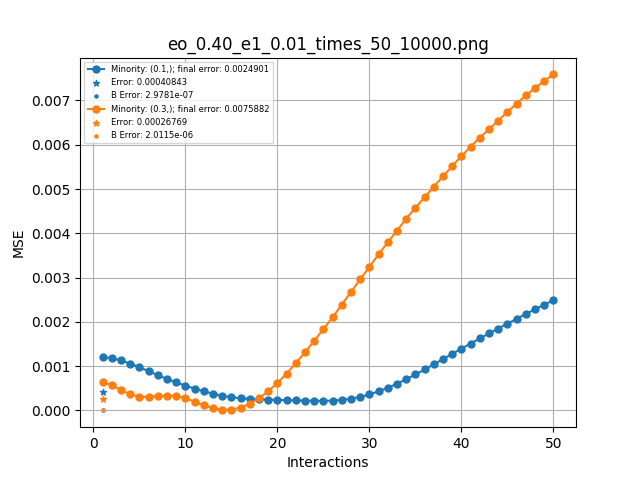 eo_0.40_e1_0.01_times_50_10000.png
Minority: (0.1,); final error: 0.0024901
Error: 0.00040843
B Error: 2.9781e-07
Minority: (0.3,); final error: 0.0075882
Error: 0.00026769
B Error: 2.0115e-06
0.007
0.006
0.005
0.004
0.003
0.002
0.001
0.000
MSE
0 10 20 30 40 50
Interactions